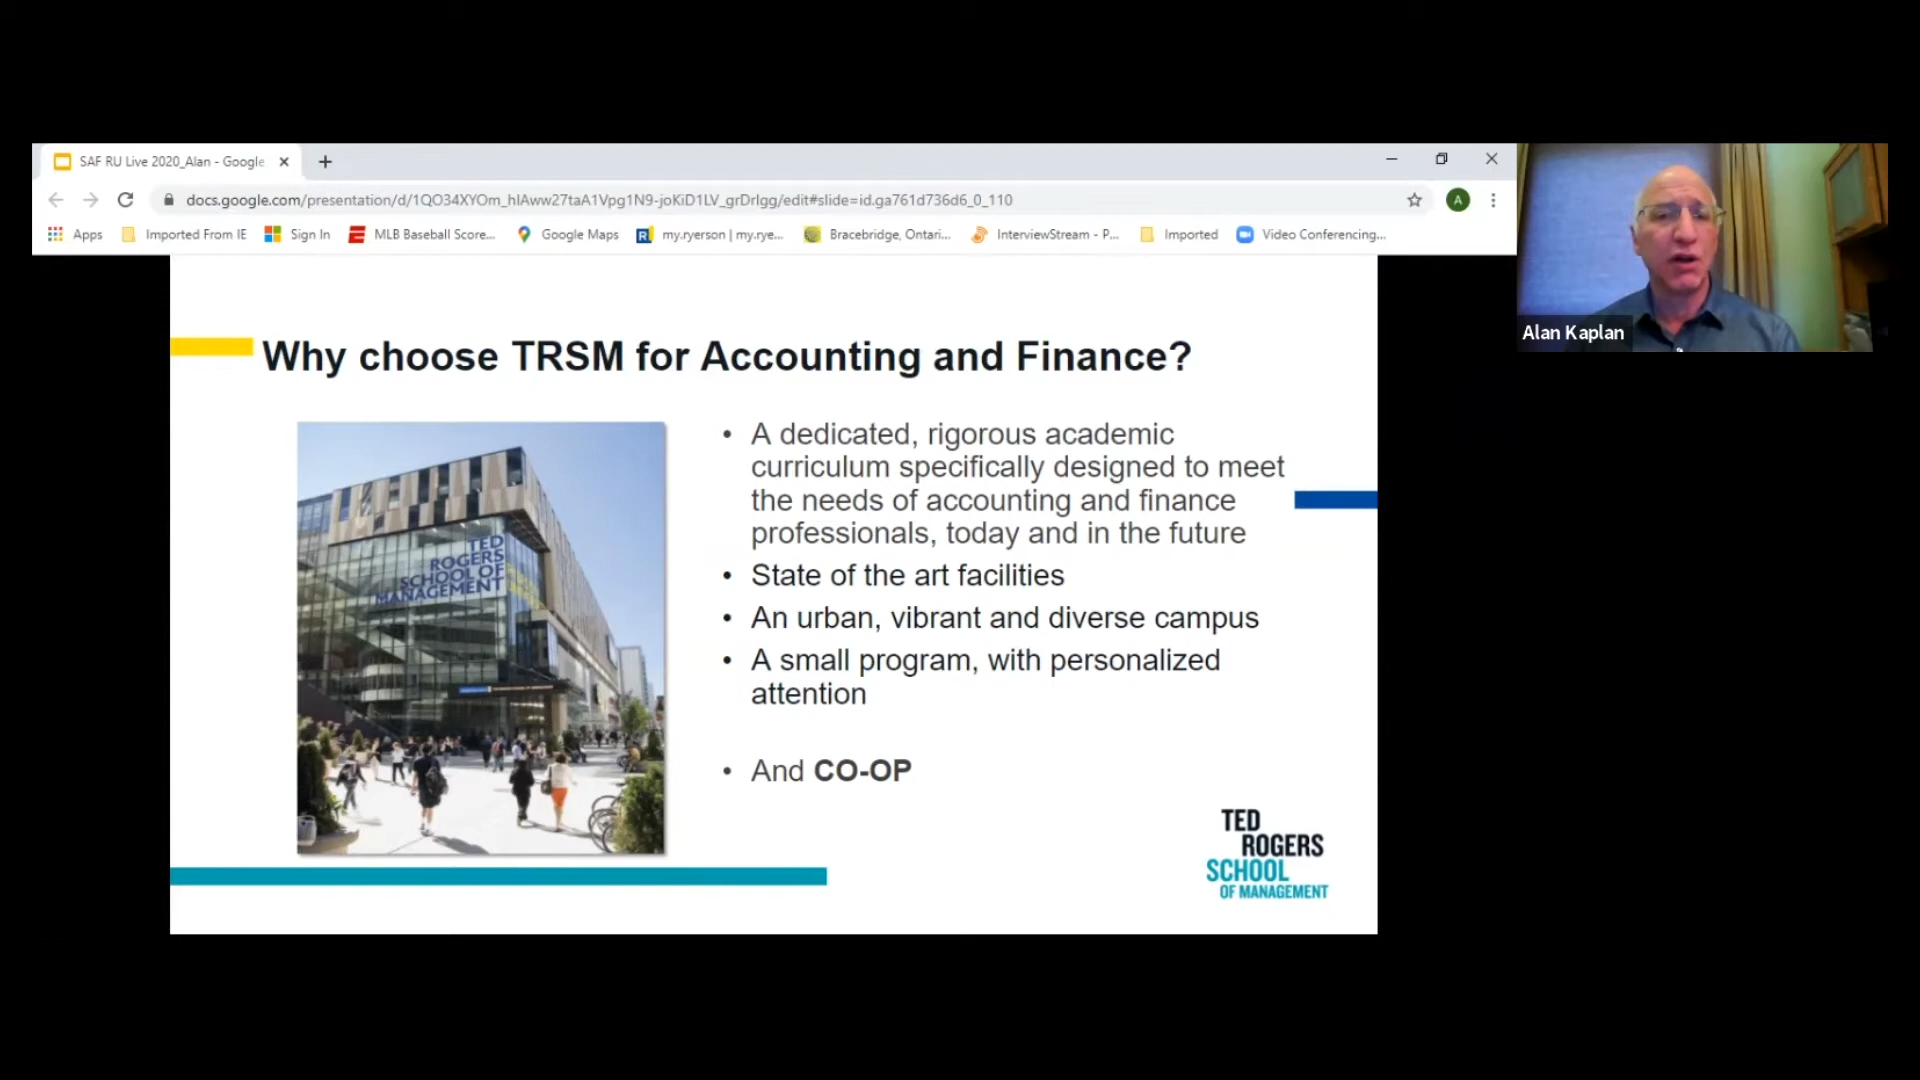 SAF RU Live 2020_Alan - Google
docs.google.com/presentation/d/1QO34XYOm_hIAww27taA1Vpg1N9-joKiD1LV_grDrIgg/edit#slide=id.ga761d736d6_0_110
A
Apps Imported From IE Sign In MLB Baseball Score... Google Maps my.ryerson | my.rye... Bracebridge, Ontari... InterviewStream - P... Imported Video Conferencing...
Alan Kaplan
Why choose TRSM for Accounting and Finance?
TED
ROGERS
SCHOOL OF
MANAGEMENT
• A dedicated, rigorous academic
curriculum specifically designed to meet
the needs of accounting and finance
professionals, today and in the future
• State of the art facilities
• An urban, vibrant and diverse campus
• A small program, with personalized
attention
• And CO-OP
TED
ROGERS
SCHOOL
OF MANAGEMENT